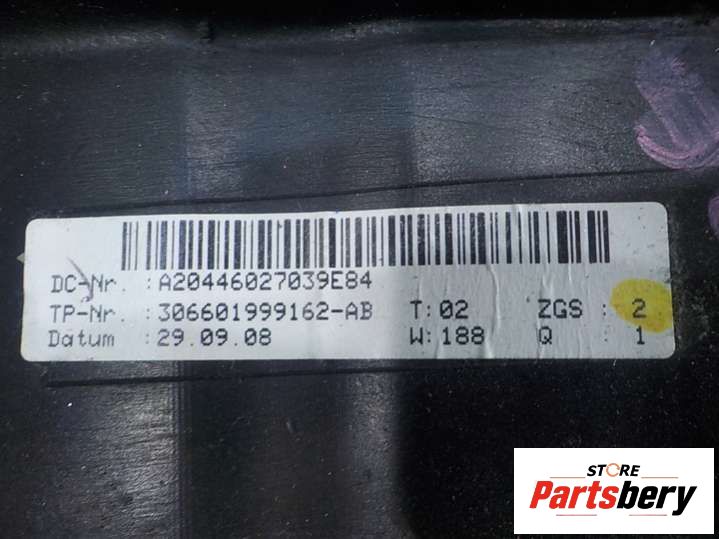 DC-Nr. :A20446027039E84
TP-Nr. :306601999162-AB T:02 ZGS : 2
Datum :29.09.08 W:188 Q : 1
STORE
Partsbery